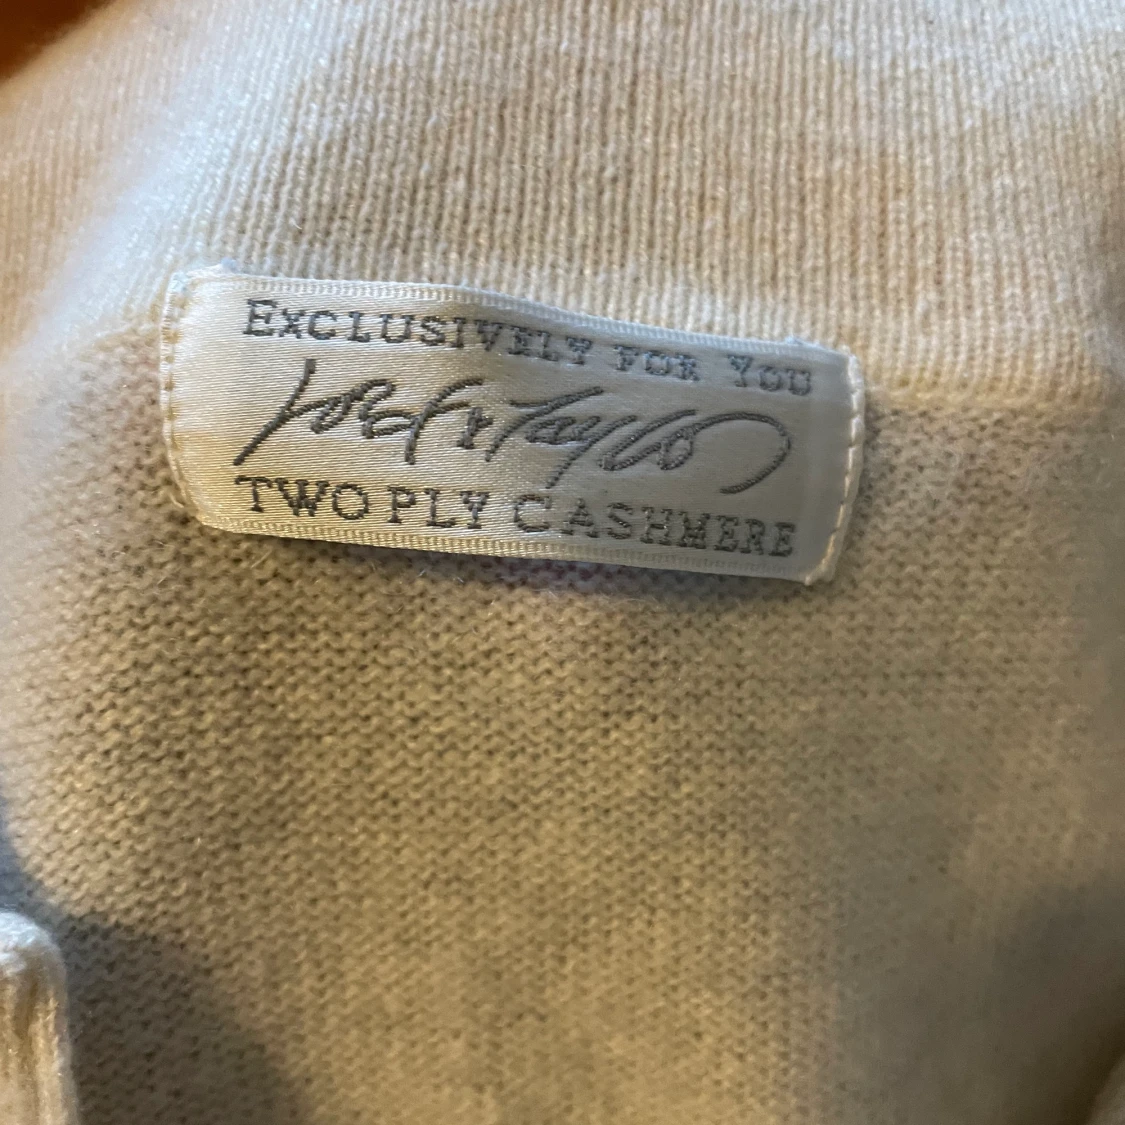 EXCLUSIVELY FOR YOU
Lord & Taylor
TWO PLY CASHMERE